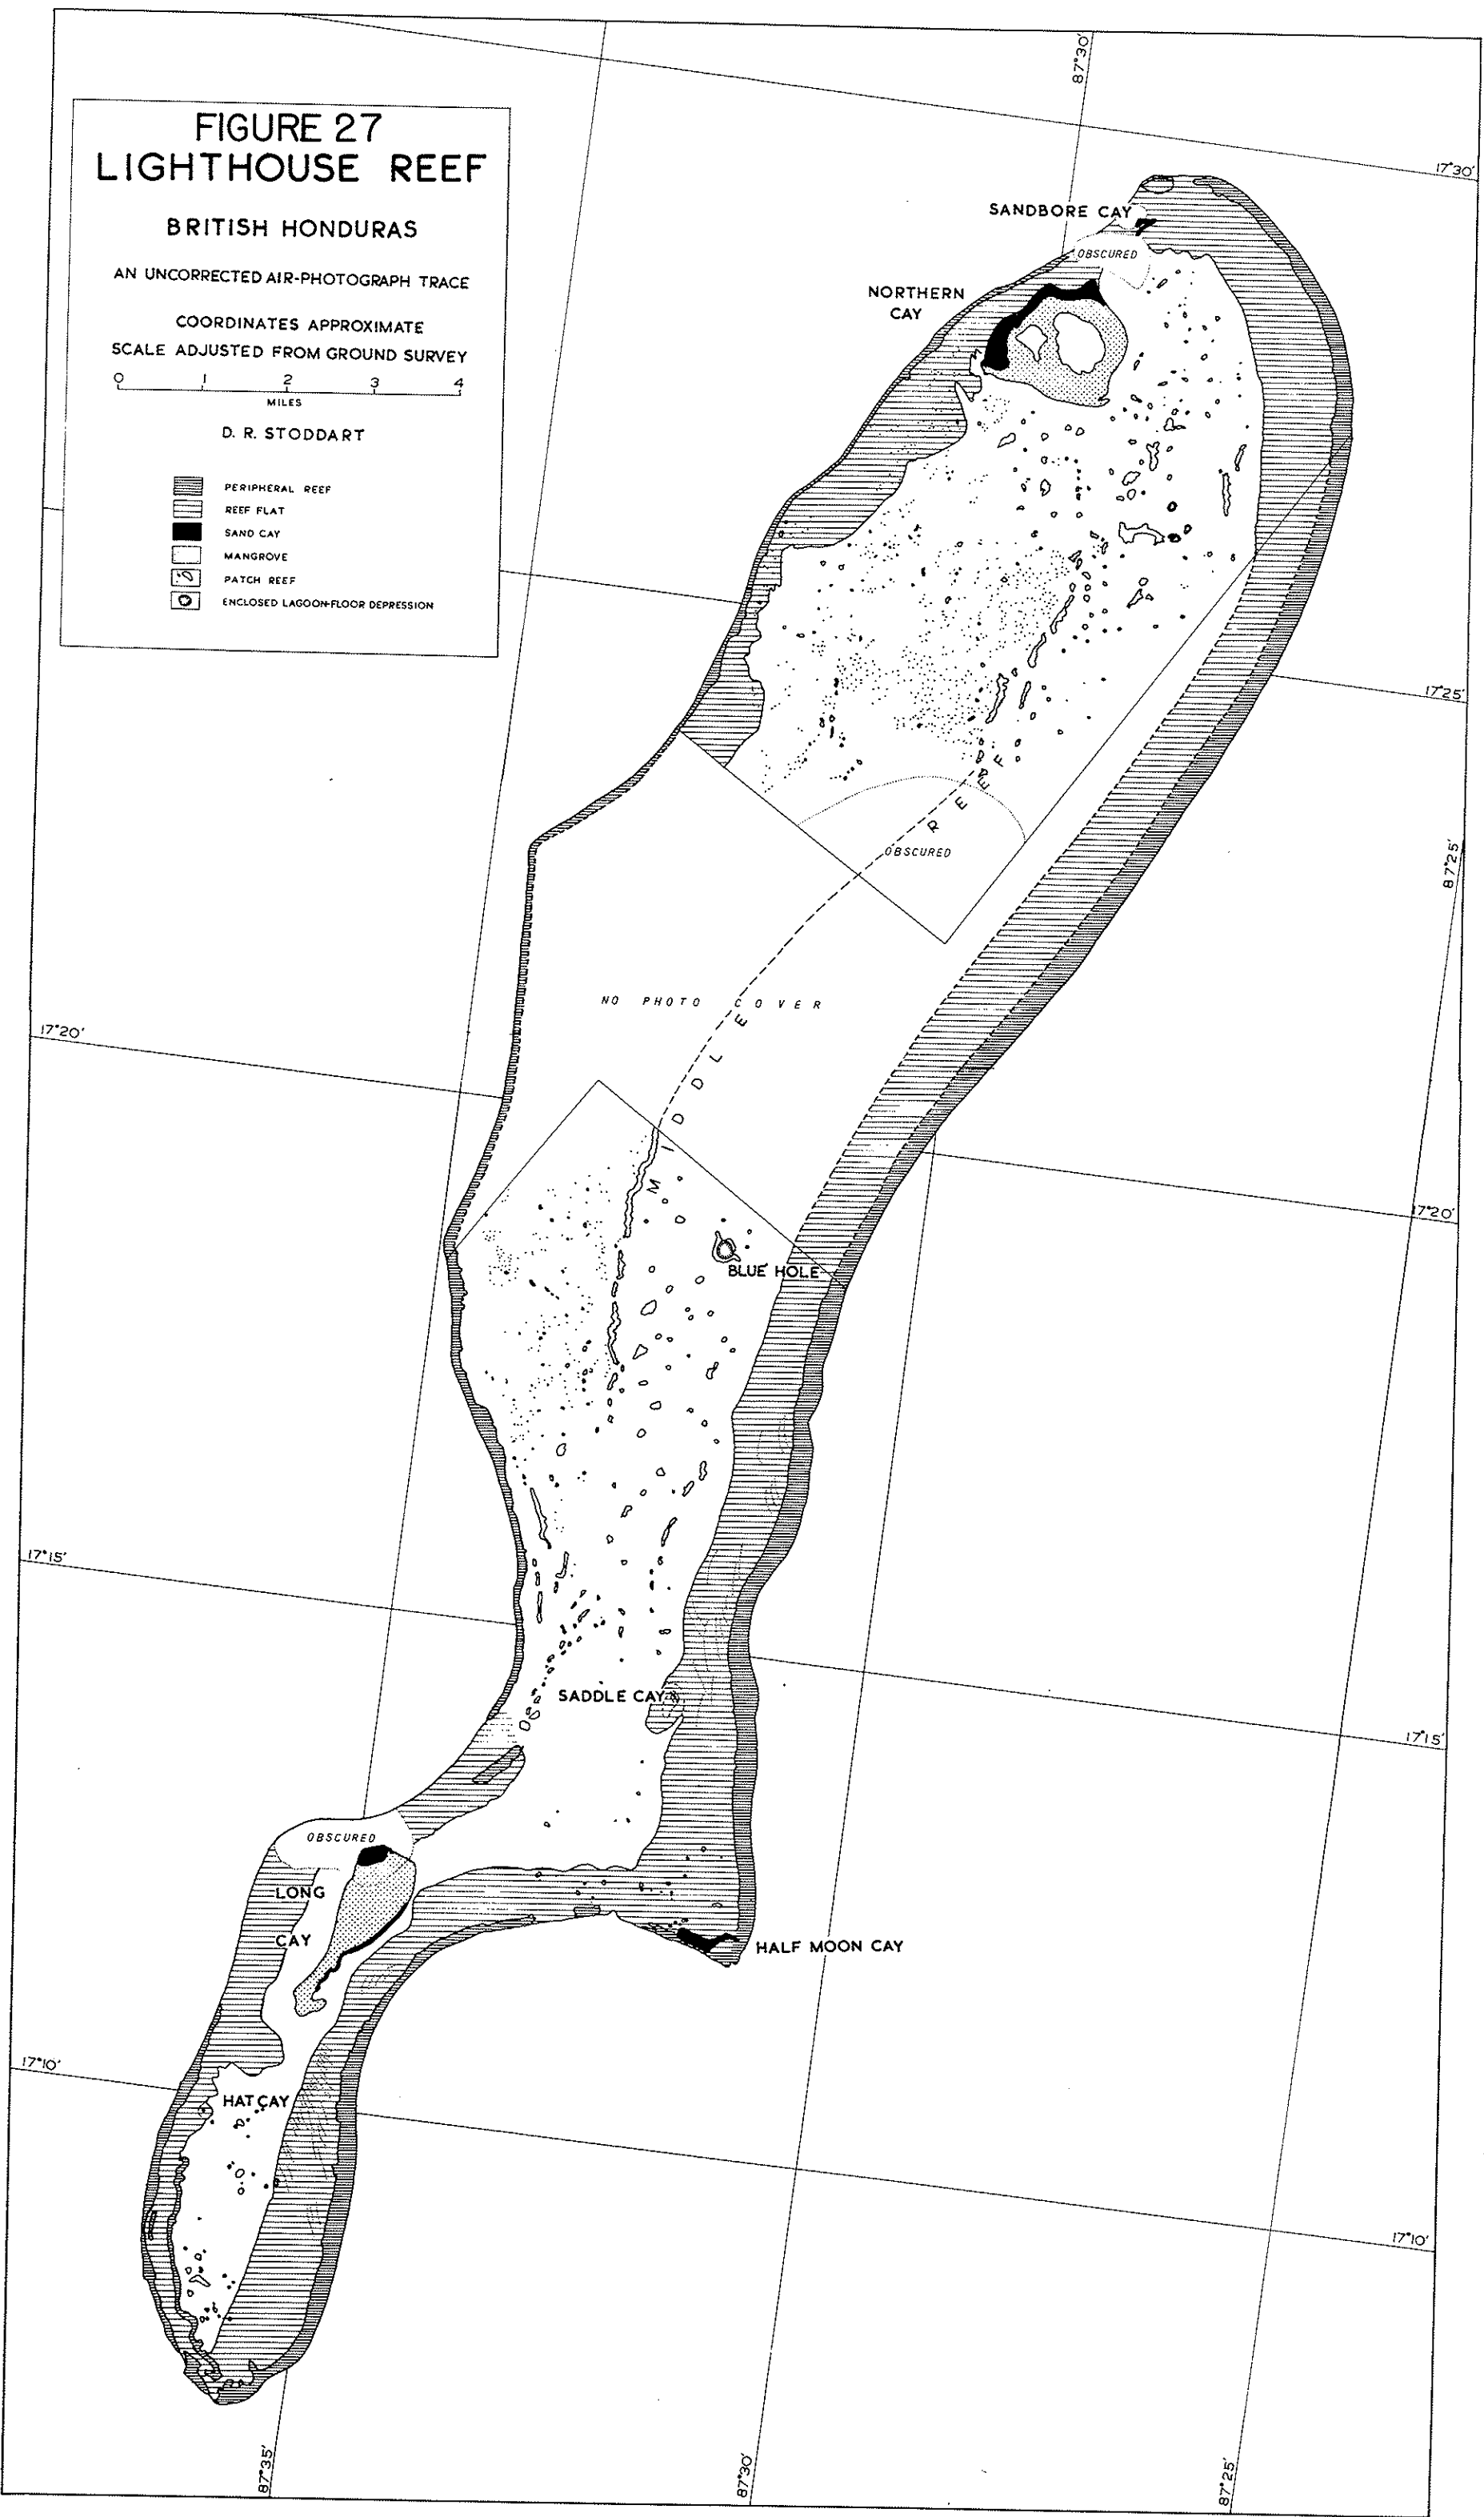 FIGURE 27
LIGHTHOUSE REEF
BRITISH HONDURAS
AN UNCORRECTED AIR-PHOTOGRAPH TRACE
COORDINATES APPROXIMATE
SCALE ADJUSTED FROM GROUND SURVEY
0 1 2 3 4
MILES
D. R. STODDART
PERIPHERAL REEF
REEF FLAT
SAND CAY
MANGROVE
PATCH REEF
ENCLOSED LAGOON-FLOOR DEPRESSION
87°30'
17°30'
SANDBORE CAY
OBSCURED
NORTHERN
CAY
17°25'
87°25'
OBSCURED
NO PHOTO COVER
MIDDLE REEF
17°20'
17°20'
BLUE HOLE
17°15'
SADDLE CAY
17°15'
OBSCURED
LONG
CAY
HALF MOON CAY
17°10'
HAT CAY
17°10'
87°35'
87°30'
87°25'